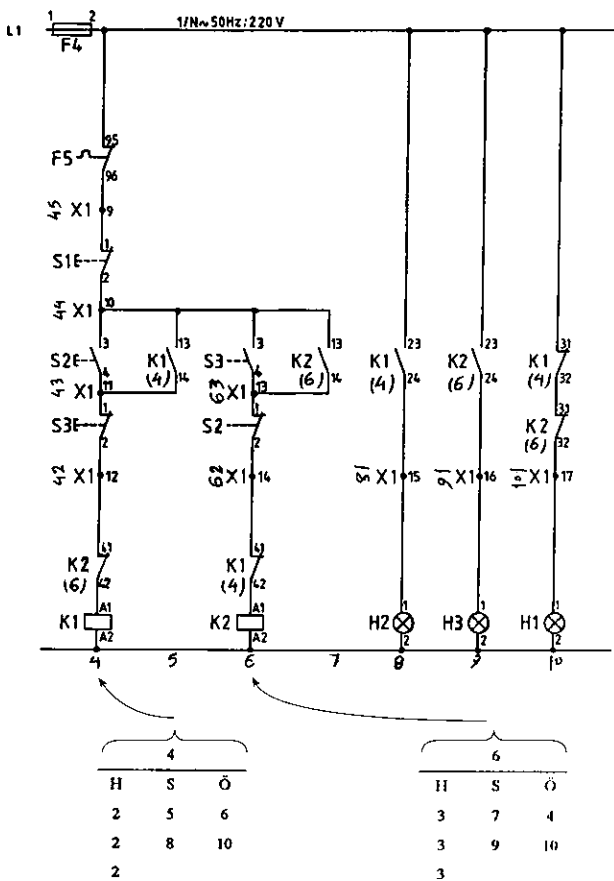 1 2 1/N~50Hz/220V
L1
F4
95
F5
96
45 X1 9
1
S1E
2
44 X1 10
3 13 3 13 23 23 31
S2E K1 S3 K2 K1 K2 K1
4 (4) 14 4 (6) 14 (4) 24 (6) 24 (4) 32
43 X1 11 63 X1 13
1 1 31
S3E S2 K2
2 2 (6) 32
42 X1 12 62 X1 14 81 X1 15 91 X1 16 101 X1 17
41 41
K2 K1
(6) 42 (4) 42
A1 A1 1 1 1
K1 K2 H2 H3 H1
A2 A2 2 2 2
4 5 6 7 8 9 10
4 6
H S Ö H S Ö
2 5 6 3 7 4
2 8 10 3 9 10
2 3